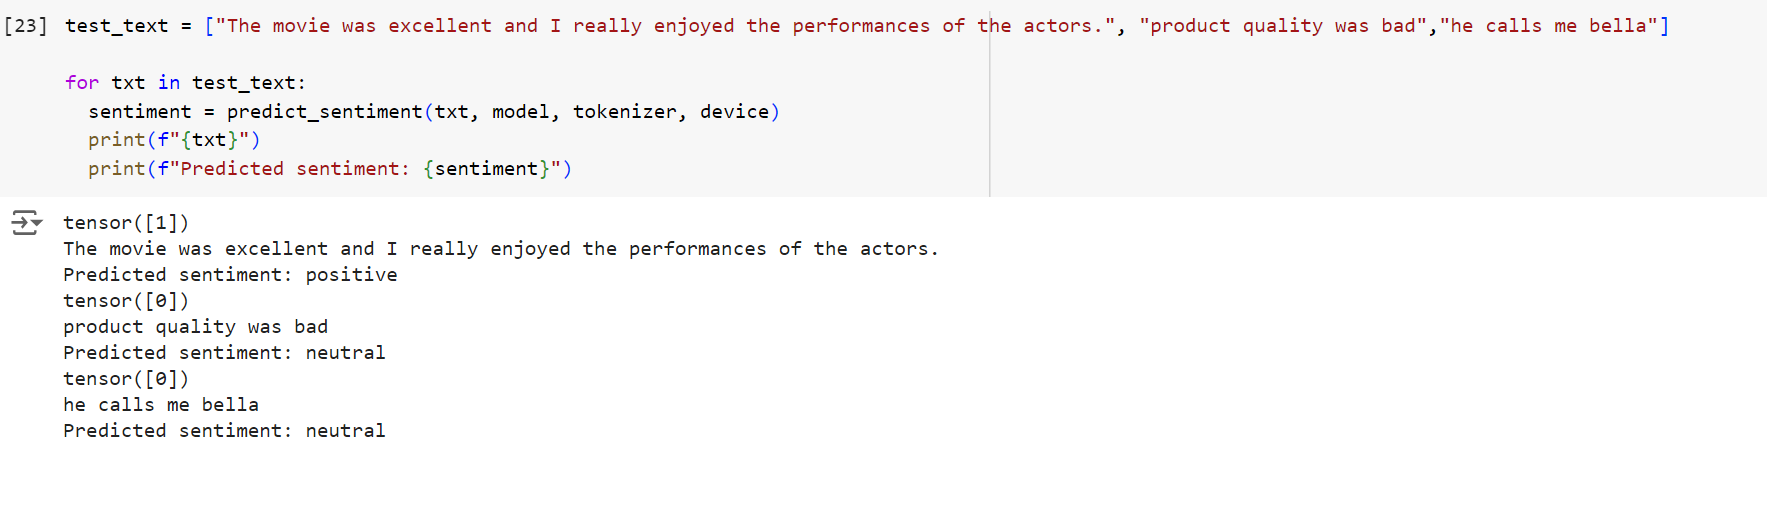 [23] test_text = ["The movie was excellent and I really enjoyed the performances of the actors.", "product quality was bad","he calls me bella"]
for txt in test_text:
  sentiment = predict_sentiment(txt, model, tokenizer, device)
  print(f"{txt}")
  print(f"Predicted sentiment: {sentiment}")
tensor([1])
The movie was excellent and I really enjoyed the performances of the actors.
Predicted sentiment: positive
tensor([0])
product quality was bad
Predicted sentiment: neutral
tensor([0])
he calls me bella
Predicted sentiment: neutral